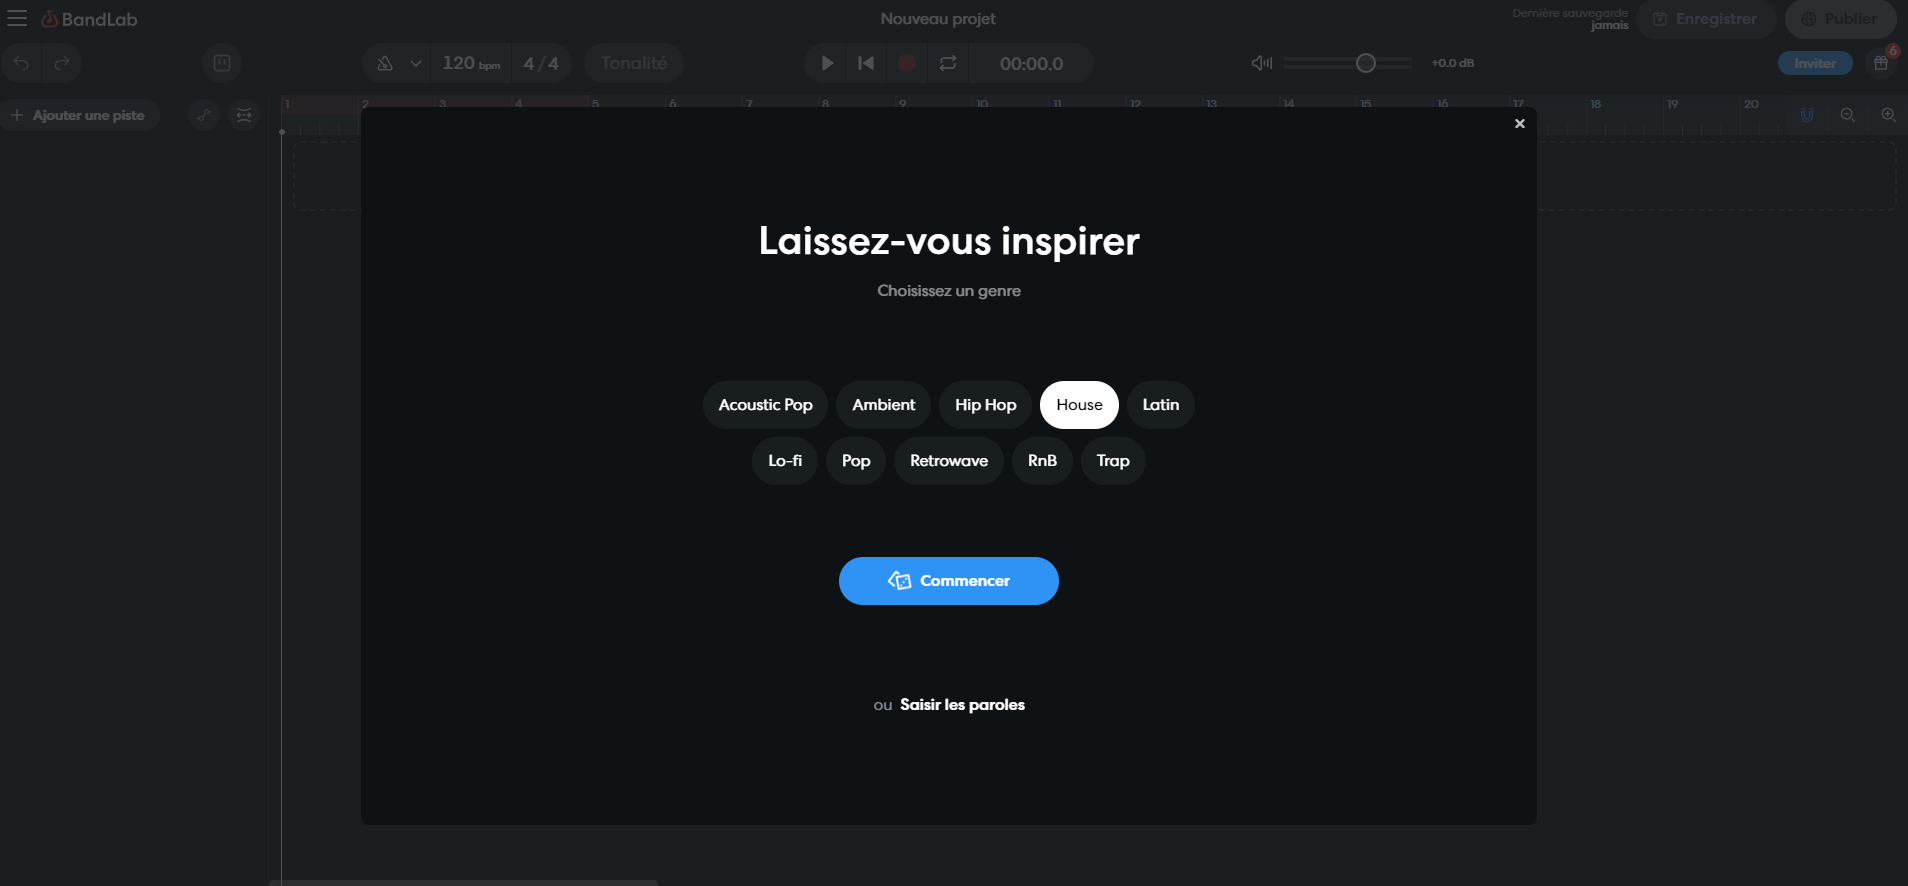 BandLab
Nouveau projet
Dernière sauvegarde
jamais
Enregistrer
Publier
120 bpm
4 / 4
Tonalité
00:00.0
+0.0 dB
Inviter
6
Ajouter une piste
1 2 3 4 5 6 7 8 9 10 11 12 13 14 15 16 17 18 19 20
Laissez-vous inspirer
Choisissez un genre
Acoustic Pop Ambient Hip Hop House Latin
Lo-fi Pop Retrowave RnB Trap
Commencer
ou Saisir les paroles